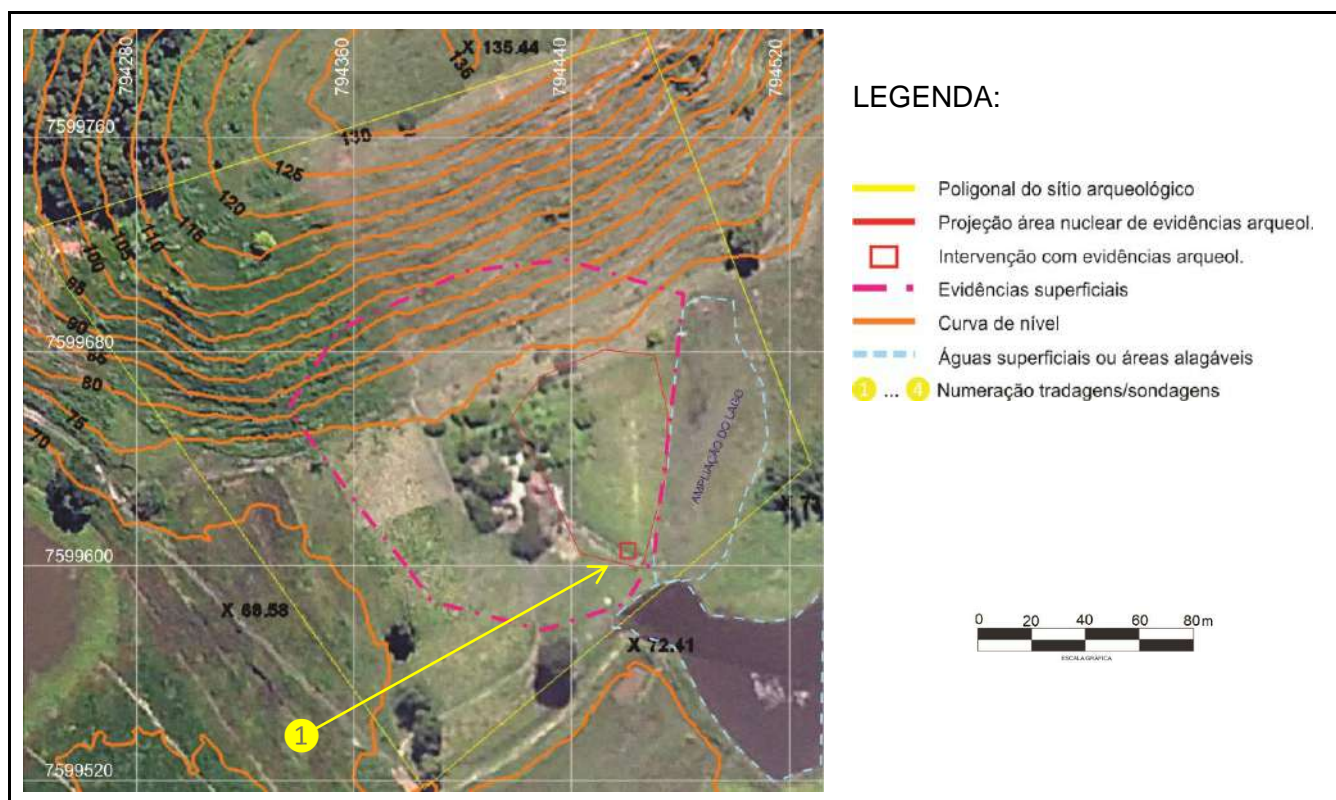 794280
794360
794440
794520
X 135.44
135
7599760
130
125
120
115
110
105
100
95
90
85
80
75
70
7599680
AMPLIAÇÃO DO LAGO
7599600
X 68.58
X 72.41
1
7599520
LEGENDA:
Poligonal do sítio arqueológico
Projeção área nuclear de evidências arqueol.
Intervenção com evidências arqueol.
Evidências superficiais
Curva de nível
Águas superficiais ou áreas alagáveis
1 ... 4 Numeração tradagens/sondagens
0 20 40 60 80m
ESCALA GRÁFICA